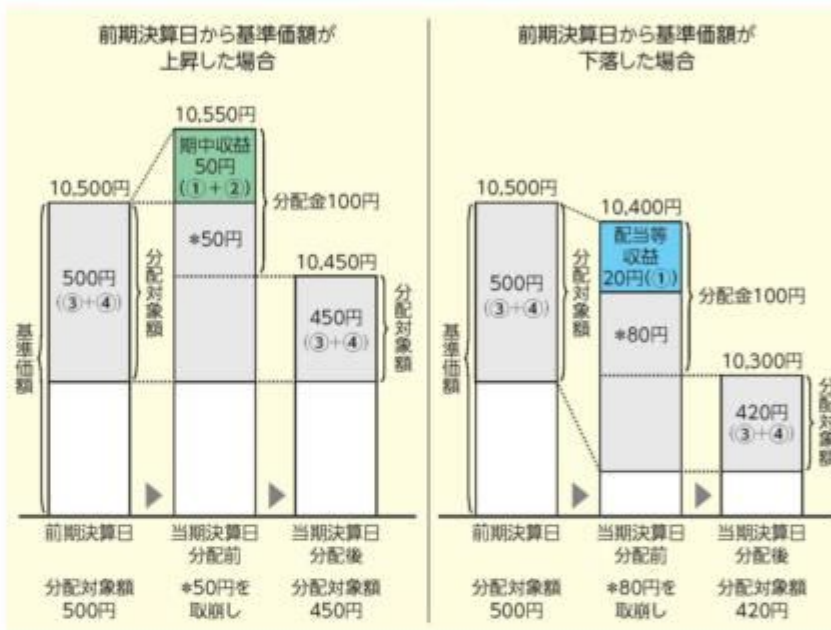 前期決算日から基準価額が
上昇した場合
10,550円
期中収益
50円
(①+②)
10,500円
分配金100円
*50円
10,450円
500円
(③+④)
分配対象額
450円
(③+④)
分配対象額
基準価額
前期決算日
当期決算日
分配前
当期決算日
分配後
分配対象額
500円
*50円を
取崩し
分配対象額
450円
前期決算日から基準価額が
下落した場合
10,500円
10,400円
配当等
収益
20円(①)
500円
(③+④)
分配対象額
分配金100円
*80円
10,300円
420円
(③+④)
分配対象額
基準価額
前期決算日
当期決算日
分配前
当期決算日
分配後
分配対象額
500円
*80円を
取崩し
分配対象額
420円